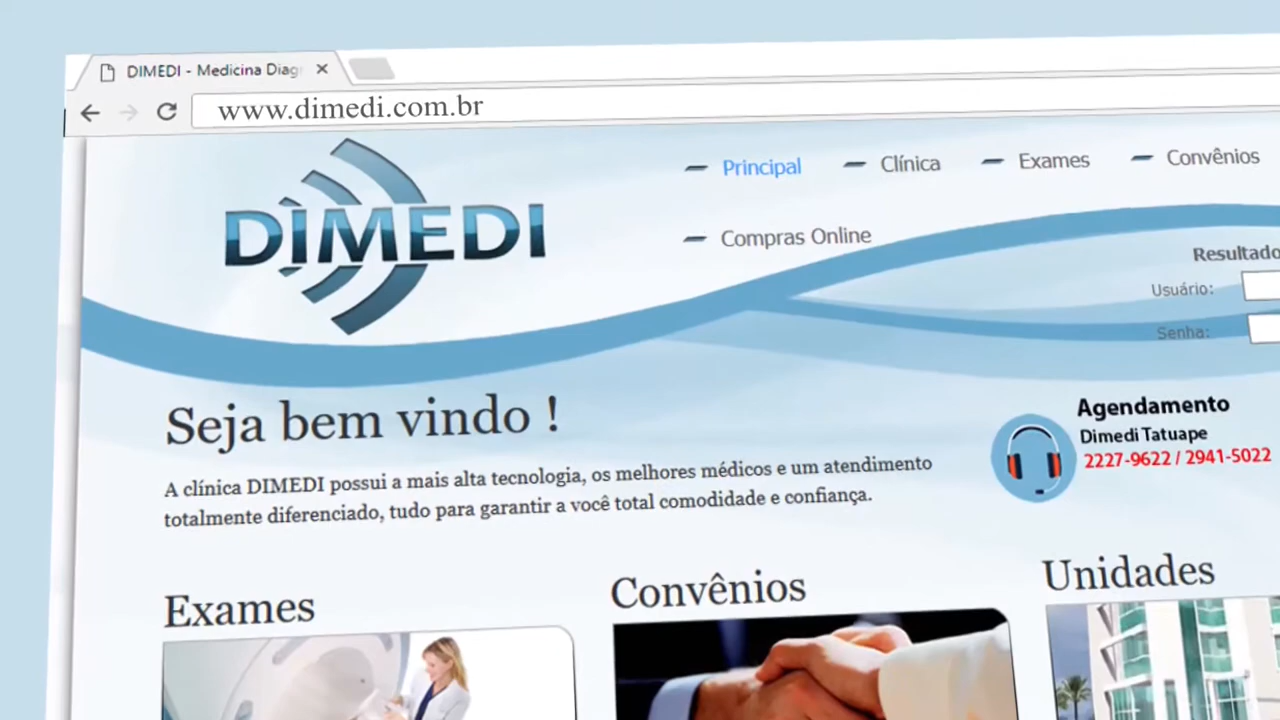 DIMEDI - Medicina Diag
www.dimedi.com.br
DIMEDI
Principal
Clínica
Exames
Convênios
Compras Online
Resultado
Usuário:
Senha:
Seja bem vindo !
A clínica DIMEDI possui a mais alta tecnologia, os melhores médicos e um atendimento
totalmente diferenciado, tudo para garantir a você total comodidade e confiança.
Agendamento
Dimedi Tatuape
2227-9622 / 2941-5022
Exames
Convênios
Unidades